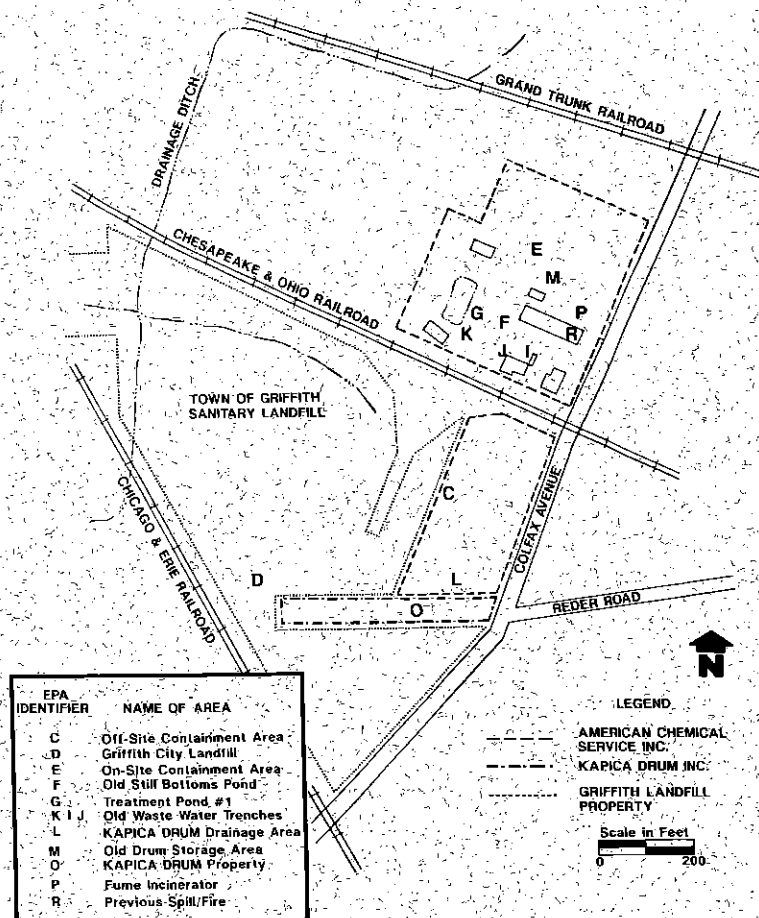 GRAND TRUNK RAILROAD
DRAINAGE DITCH
CHESAPEAKE & OHIO RAILROAD
E
M
P
G
F
R
K
J
I
TOWN OF GRIFFITH
SANITARY LANDFILL
C
COLFAX AVENUE
CHICAGO & ERIE RAILROAD
D
L
O
REDER ROAD
N
EPA
IDENTIFIER NAME OF AREA
C Off-Site Containment Area
D Griffith City Landfill
E On-Site Containment Area
F Old Still Bottoms Pond
G Treatment Pond #1
K I J Old Waste Water Trenches
L KAPICA DRUM Drainage Area
M Old Drum Storage Area
O KAPICA DRUM Property
P Fume Incinerator
R Previous Spill/Fire
LEGEND
AMERICAN CHEMICAL
SERVICE INC.
KAPICA DRUM INC.
GRIFFITH LANDFILL
PROPERTY
Scale in Feet
0 200